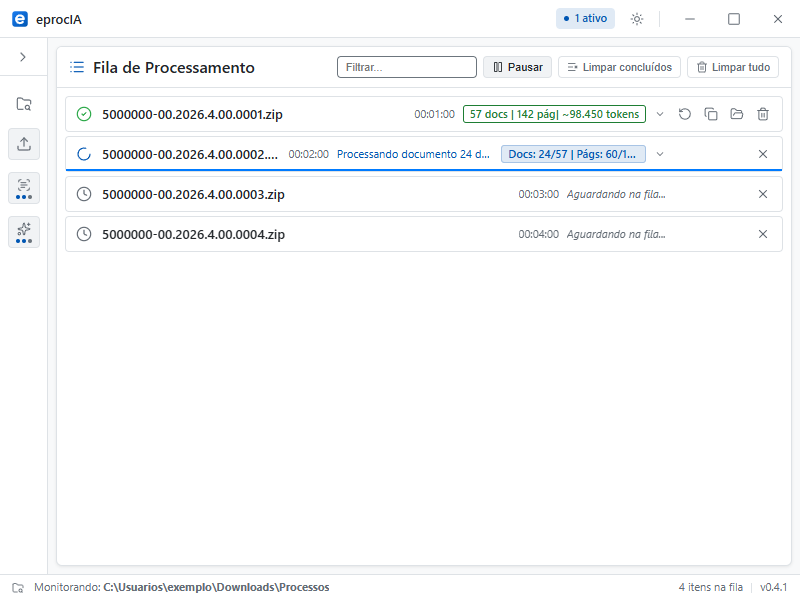 e eprocIA
1 ativo
Fila de Processamento
Filtrar...
Pausar
Limpar concluídos
Limpar tudo
5000000-00.2026.4.00.0001.zip
00:01:00
57 docs | 142 pág| ~98.450 tokens
5000000-00.2026.4.00.0002....
00:02:00
Processando documento 24 d...
Docs: 24/57 | Págs: 60/1...
5000000-00.2026.4.00.0003.zip
00:03:00
Aguardando na fila...
5000000-00.2026.4.00.0004.zip
00:04:00
Aguardando na fila...
Monitorando: C:\Usuarios\exemplo\Downloads\Processos
4 itens na fila
v0.4.1